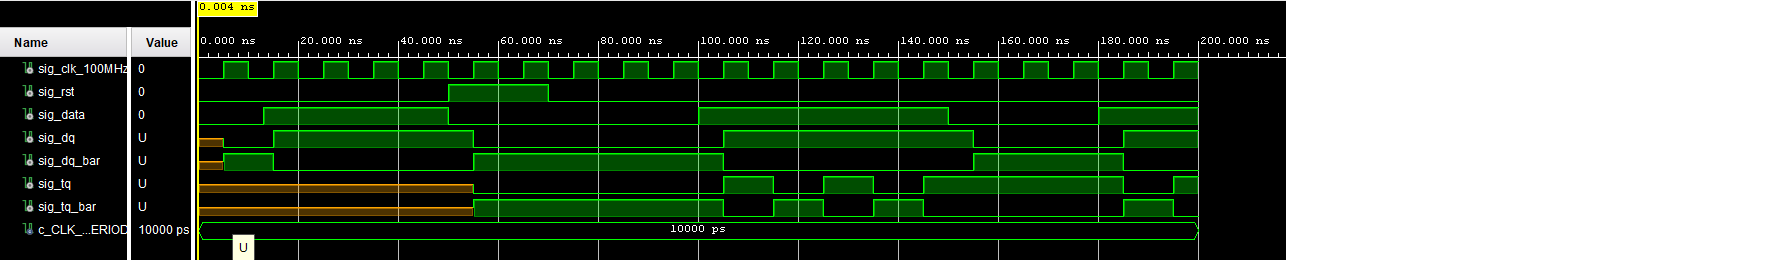 0.004 ns
Name Value
0.000 ns 20.000 ns 40.000 ns 60.000 ns 80.000 ns 100.000 ns 120.000 ns 140.000 ns 160.000 ns 180.000 ns 200.000 ns
sig_clk_100MHz 0
sig_rst 0
sig_data 0
sig_dq U
sig_dq_bar U
sig_tq U
sig_tq_bar U
c_CLK_...ERIOD 10000 ps 10000 ps
U